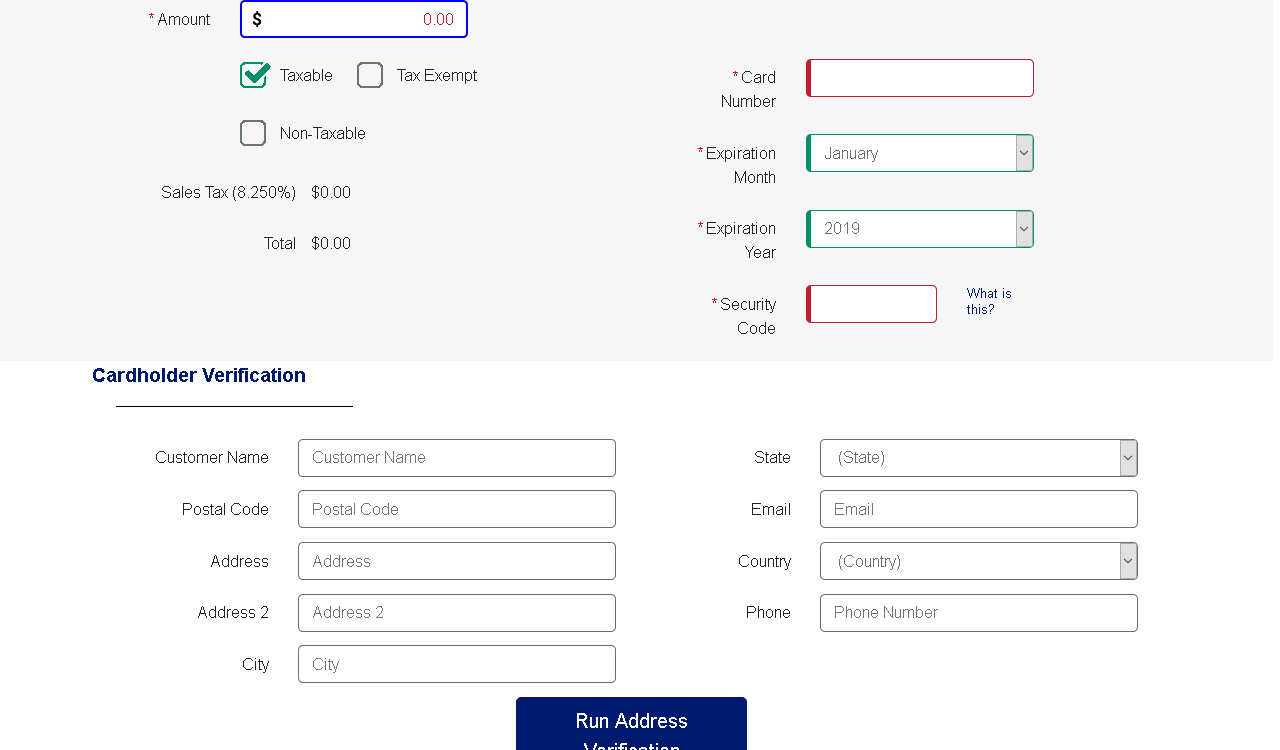 * Amount $ 0.00
Taxable Tax Exempt
Non-Taxable
Sales Tax (8.250%) $0.00
Total $0.00
* Card
Number
* Expiration
Month
January
* Expiration
Year
2019
* Security
Code
What is
this?
Cardholder Verification
Customer Name Customer Name
Postal Code Postal Code
Address Address
Address 2 Address 2
City City
State (State)
Email Email
Country (Country)
Phone Phone Number
Run Address
Verification